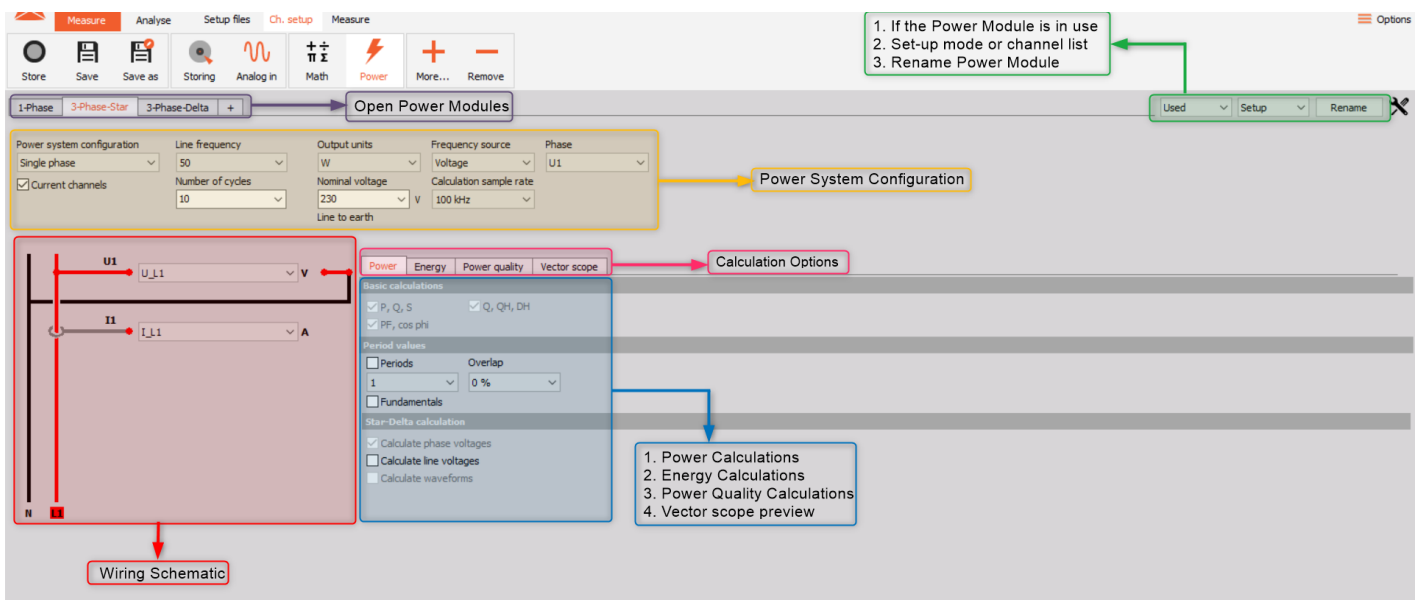 Measure Analyse Setup files Ch. setup Measure
Options
1. If the Power Module is in use
2. Set-up mode or channel list
3. Rename Power Module
Store Save Save as Storing Analog in Math Power More... Remove
1-Phase 3-Phase-Star 3-Phase-Delta +
Open Power Modules
Used Setup Rename
Power system configuration Line frequency Output units Frequency source Phase
Single phase 50 W Voltage U1
Current channels Number of cycles Nominal voltage Calculation sample rate
10 230 V 100 kHz
Line to earth
Power System Configuration
U1
U_L1 V
I1
I_L1 A
N L1
Wiring Schematic
Power Energy Power quality Vector scope
Calculation Options
Basic calculations
P, Q, S Q, QH, DH
PF, cos phi
Period values
Periods Overlap
1 0 %
Fundamentals
Star-Delta calculation
Calculate phase voltages
Calculate line voltages
Calculate waveforms
1. Power Calculations
2. Energy Calculations
3. Power Quality Calculations
4. Vector scope preview